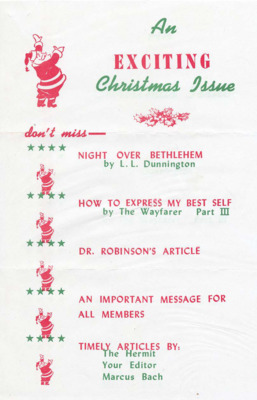 An
EXCITING
Christmas Issue
don't miss—
NIGHT OVER BETHLEHEM
by L. L. Dunnington
HOW TO EXPRESS MY BEST SELF
by The Wayfarer Part III
DR. ROBINSON'S ARTICLE
AN IMPORTANT MESSAGE FOR
ALL MEMBERS
TIMELY ARTICLES BY:
The Hermit
Your Editor
Marcus Bach